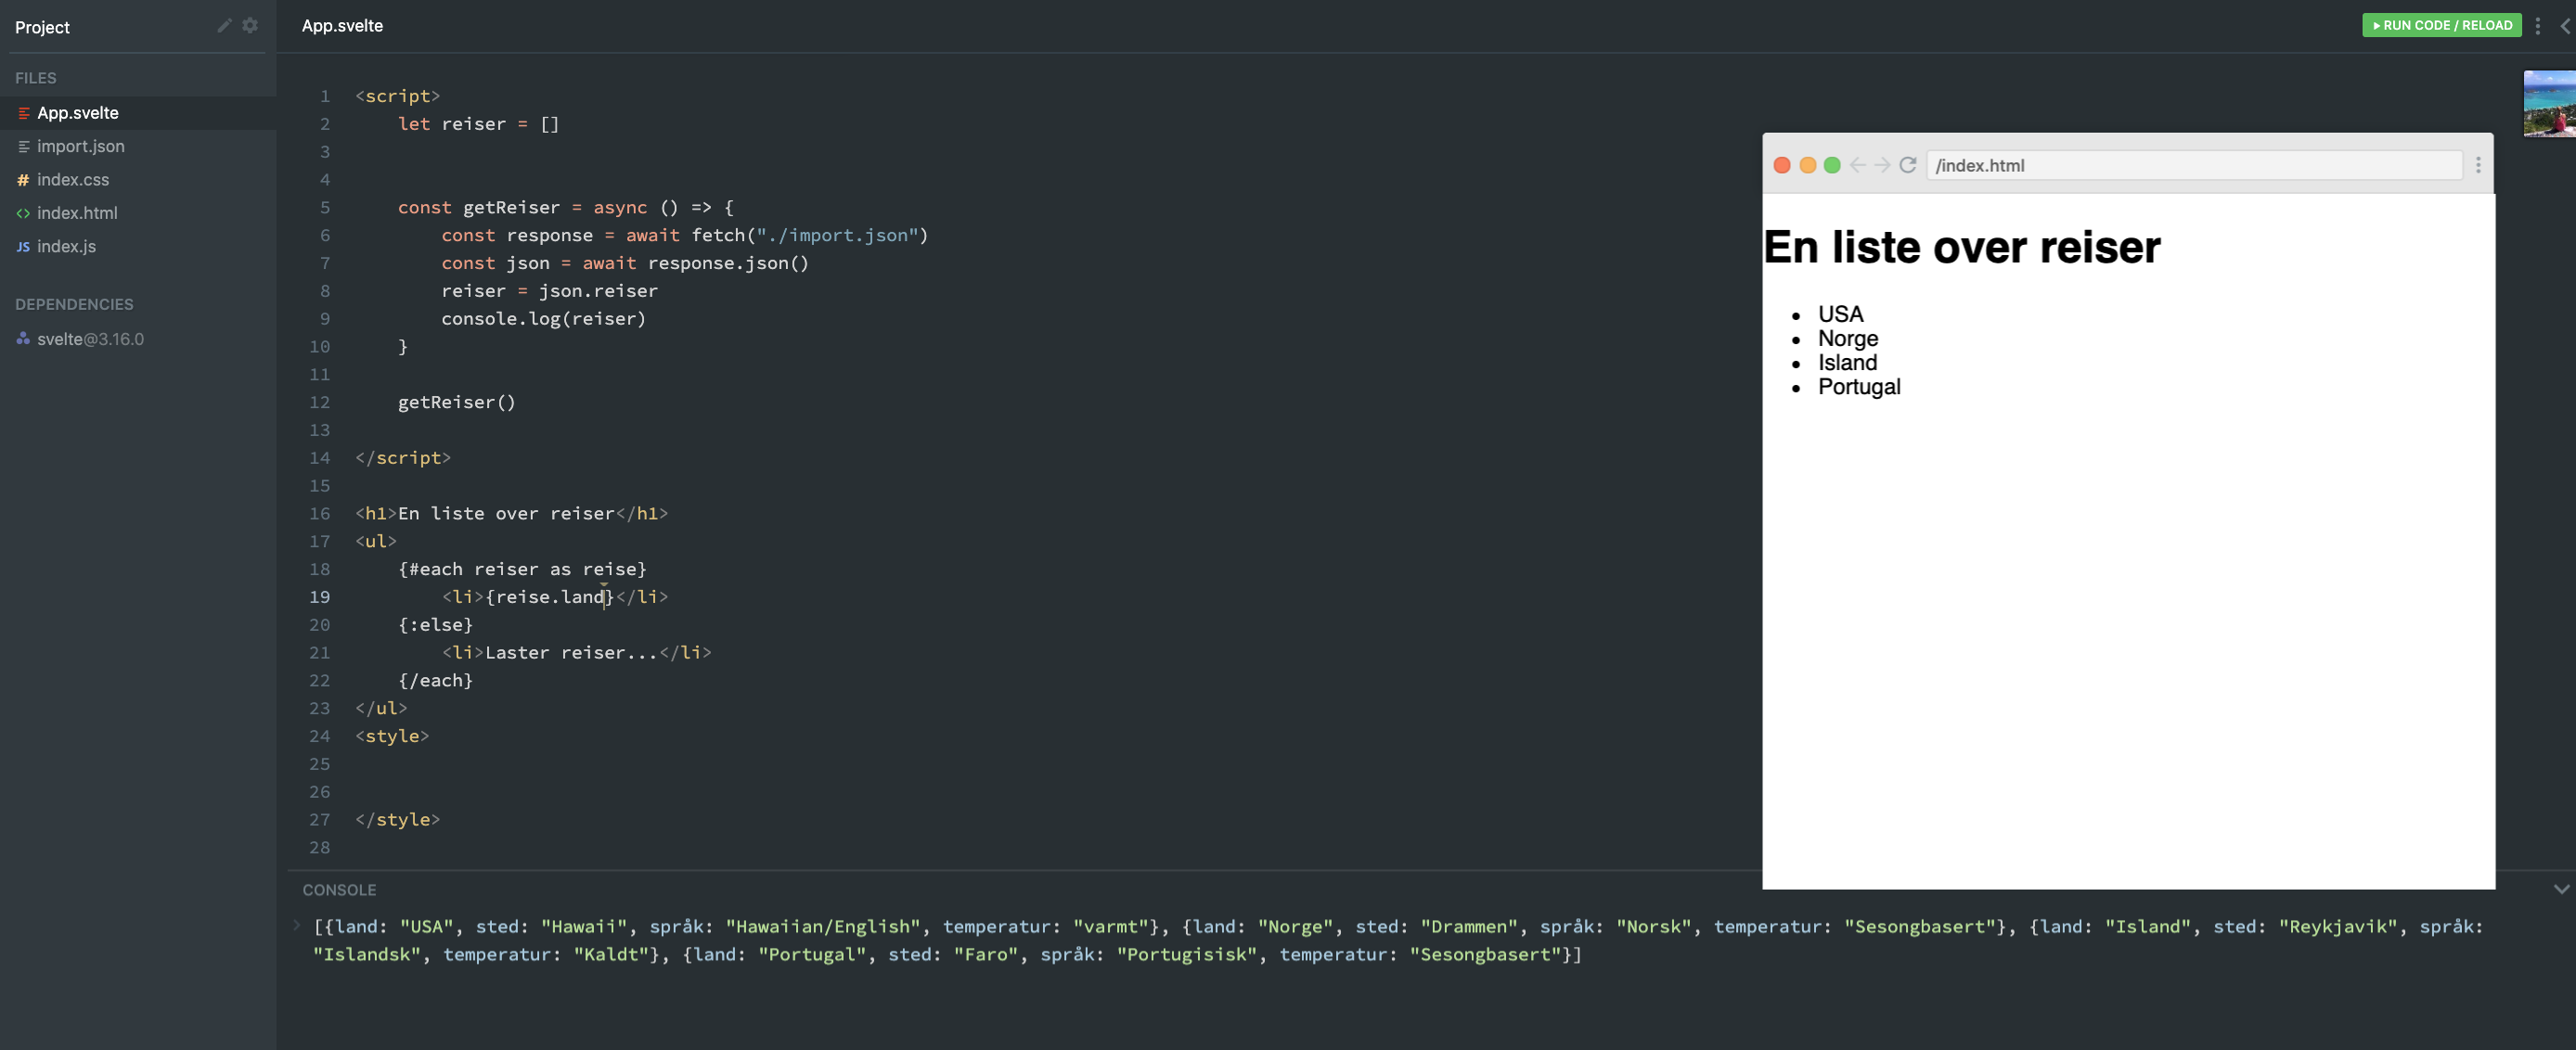 Project
FILES
App.svelte
import.json
index.css
index.html
JS index.js
DEPENDENCIES
svelte@3.16.0
App.svelte
RUN CODE / RELOAD
1 <script>
2 let reiser = []
3
4
5 const getReiser = async () => {
6 const response = await fetch("./import.json")
7 const json = await response.json()
8 reiser = json.reiser
9 console.log(reiser)
10 }
11
12 getReiser()
13
14 </script>
15
16 <h1>En liste over reiser</h1>
17 <ul>
18 {#each reiser as reise}
19 <li>{reise.land}</li>
20 {:else}
21 <li>Laster reiser...</li>
22 {/each}
23 </ul>
24 <style>
25
26
27 </style>
28
/index.html
En liste over reiser
• USA
• Norge
• Island
• Portugal
CONSOLE
[{land: "USA", sted: "Hawaii", språk: "Hawaiian/English", temperatur: "varmt"}, {land: "Norge", sted: "Drammen", språk: "Norsk", temperatur: "Sesongbasert"}, {land: "Island", sted: "Reykjavik", språk:
"Islandsk", temperatur: "Kaldt"}, {land: "Portugal", sted: "Faro", språk: "Portugisisk", temperatur: "Sesongbasert"}]